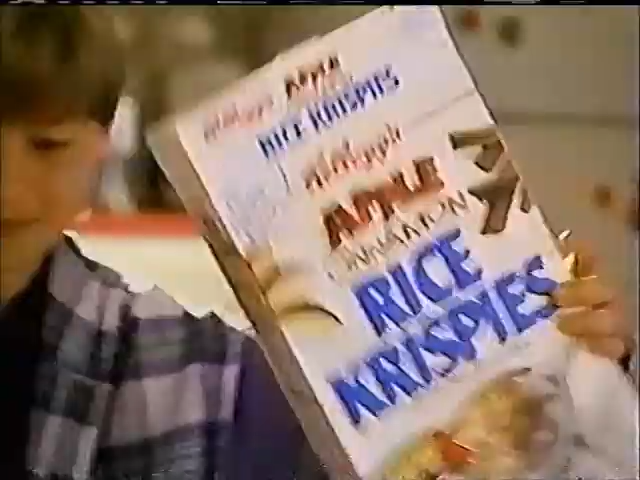 Kellogg's APPLE
RICE KRISPIES
Kellogg's
APPLE
CINNAMON
RICE
KRISPIES